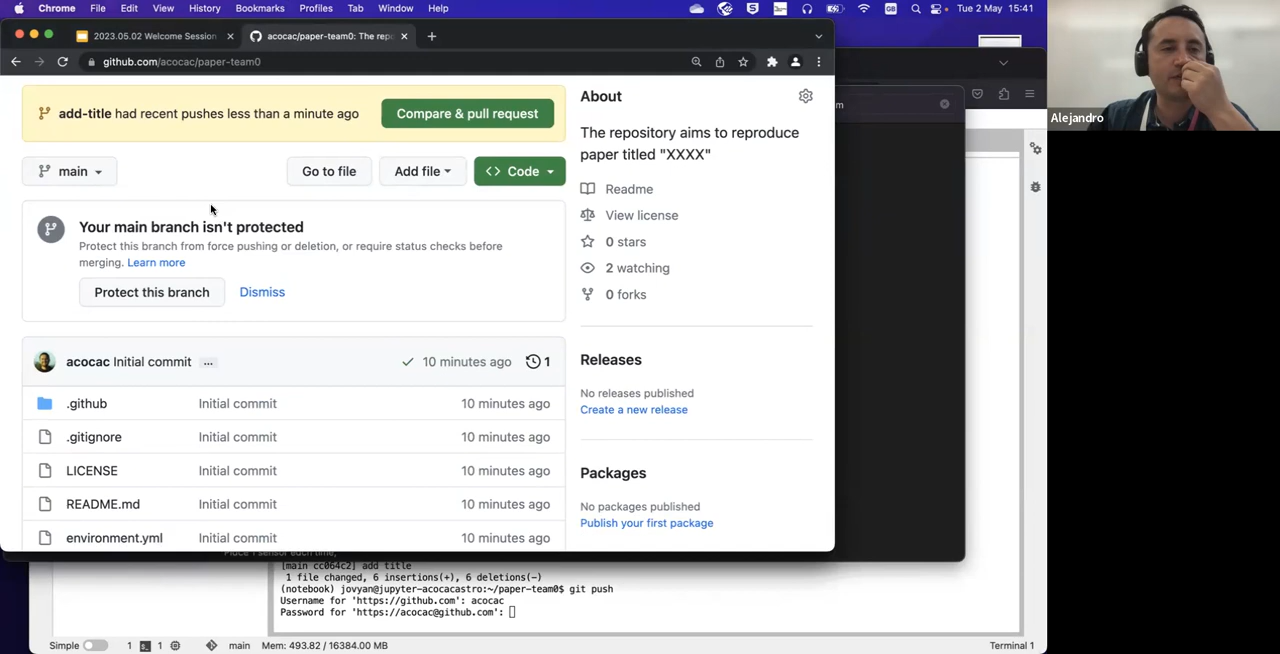 Chrome File Edit View History Bookmarks Profiles Tab Window Help
GB Tue 2 May 15:41
2023.05.02 Welcome Session
acocac/paper-team0: The repo
github.com/acocac/paper-team0
add-title had recent pushes less than a minute ago
Compare & pull request
main
Go to file
Add file
<> Code
Your main branch isn't protected
Protect this branch from force pushing or deletion, or require status checks before
merging. Learn more
Protect this branch
Dismiss
acocac Initial commit ...
10 minutes ago
1
.github Initial commit 10 minutes ago
.gitignore Initial commit 10 minutes ago
LICENSE Initial commit 10 minutes ago
README.md Initial commit 10 minutes ago
environment.yml Initial commit 10 minutes ago
About
The repository aims to reproduce
paper titled "XXXX"
Readme
View license
0 stars
2 watching
0 forks
Releases
No releases published
Create a new release
Packages
No packages published
Publish your first package
m
Alejandro
Place 1 sensor each time,
[main cc064c2] add title
1 file changed, 6 insertions(+), 6 deletions(-)
(notebook) jovyan@jupyter-acocacastro:~/paper-team0$ git push
Username for 'https://github.com': acocac
Password for 'https://acocac@github.com':
Simple 1 1 main Mem: 493.82 / 16384.00 MB Terminal 1